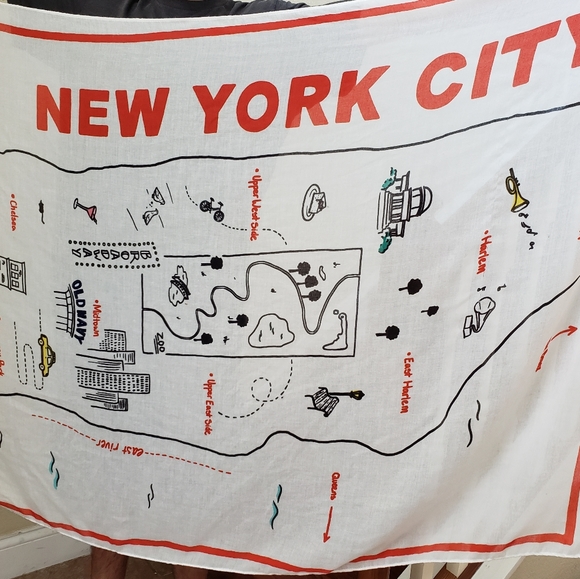 NEW YORK CITY
Chelsea
Upper West Side
Harlem
BROADWAY
OLD NAVY
Midtown
ZOO
Upper East Side
East Harlem
east river
Queens